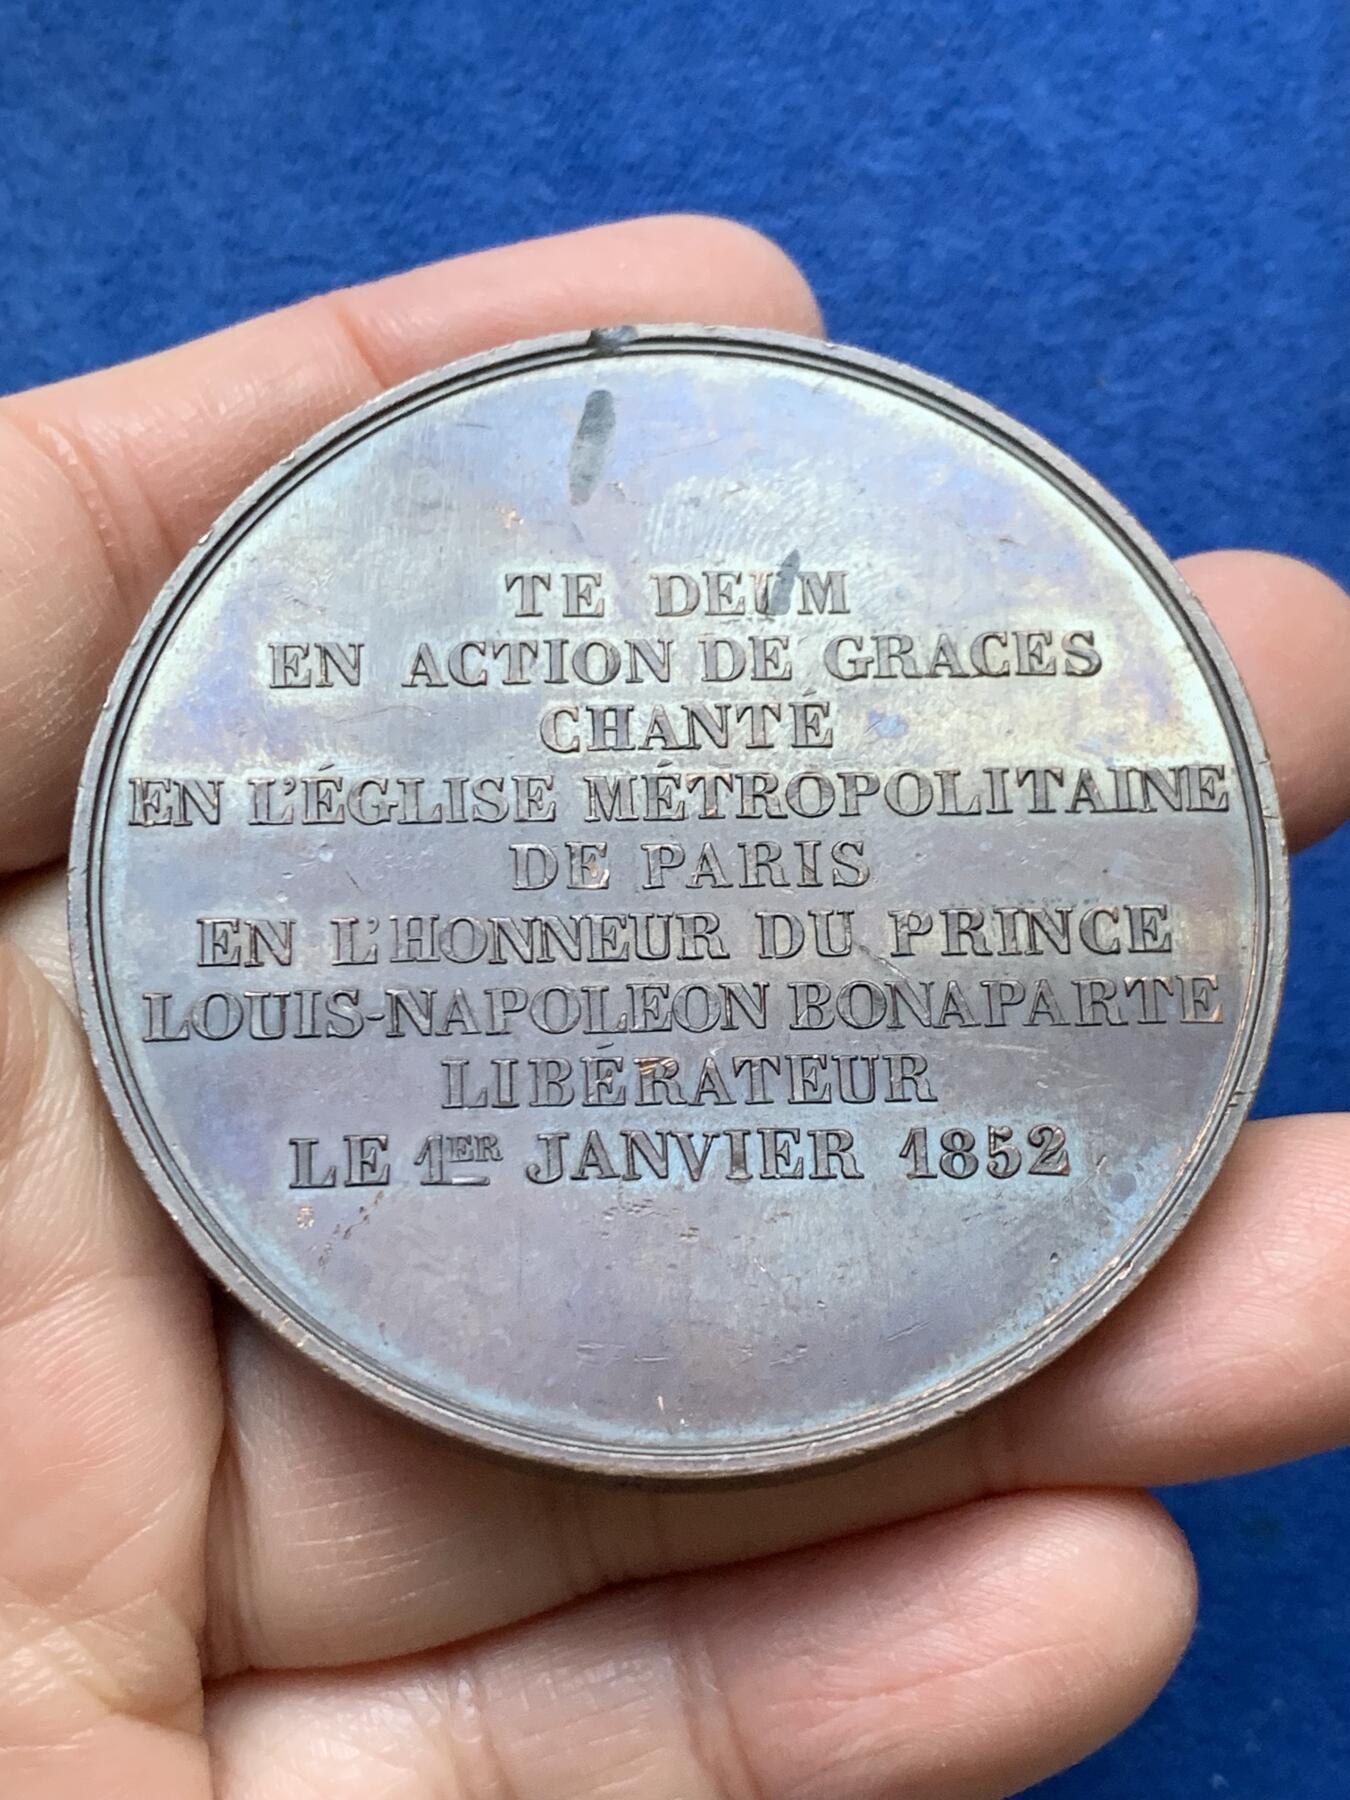 TE DEUM
EN ACTION DE GRACES
CHANTÉ
EN L'ÉGLISE MÉTROPOLITAINE
DE PARIS
EN L'HONNEUR DU PRINCE
LOUIS-NAPOLEON BONAPARTE
LIBÉRATEUR
LE 1ER JANVIER 1852